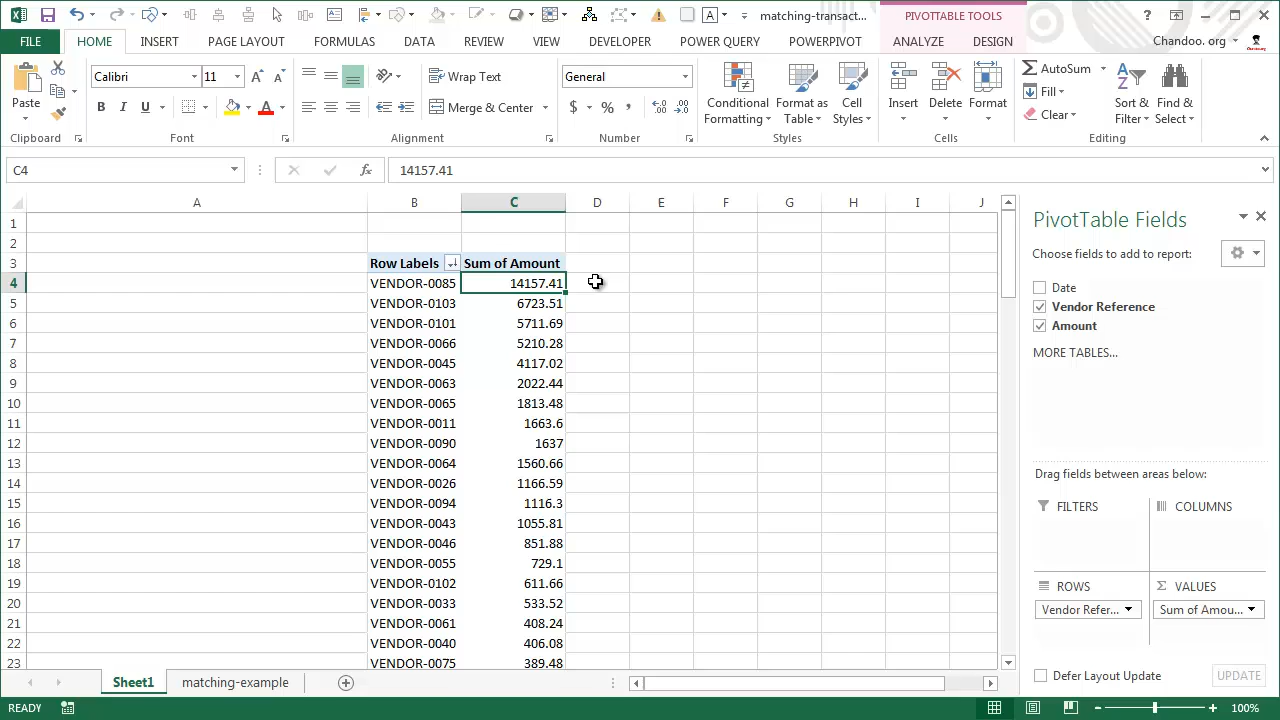 matching-transact... PIVOTTABLE TOOLS
FILE HOME INSERT PAGE LAYOUT FORMULAS DATA REVIEW VIEW DEVELOPER POWER QUERY POWERPIVOT ANALYZE DESIGN Chandoo. org
Paste Calibri 11 Wrap Text General Conditional Formatting Format as Table Cell Styles Insert Delete Format AutoSum Sort & Filter Find & Select
B I U A Merge & Center $ % , Fill
Clear
Clipboard Font Alignment Number Styles Cells Editing
C4 fx 14157.41
A B C D E F G H I J
1
2
3 Row Labels Sum of Amount
4 VENDOR-0085 14157.41
5 VENDOR-0103 6723.51
6 VENDOR-0101 5711.69
7 VENDOR-0066 5210.28
8 VENDOR-0045 4117.02
9 VENDOR-0063 2022.44
10 VENDOR-0065 1813.48
11 VENDOR-0011 1663.6
12 VENDOR-0090 1637
13 VENDOR-0064 1560.66
14 VENDOR-0026 1166.59
15 VENDOR-0094 1116.3
16 VENDOR-0043 1055.81
17 VENDOR-0046 851.88
18 VENDOR-0055 729.1
19 VENDOR-0102 611.66
20 VENDOR-0033 533.52
21 VENDOR-0061 408.24
22 VENDOR-0040 406.08
23 VENDOR-0075 389.48
PivotTable Fields
Choose fields to add to report:
Date
Vendor Reference
Amount
MORE TABLES...
Drag fields between areas below:
FILTERS COLUMNS
ROWS VALUES
Vendor Refer... Sum of Amou...
Defer Layout Update UPDATE
Sheet1 matching-example
READY 100%